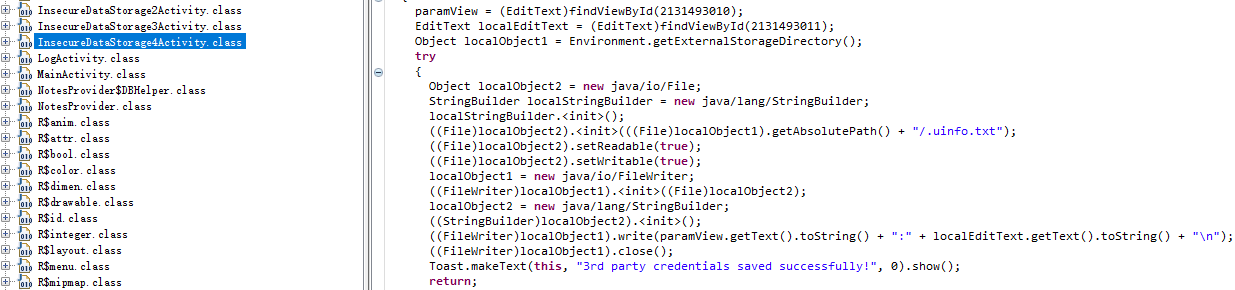 InsecureDataStorage2Activity.class
InsecureDataStorage3Activity.class
InsecureDataStorage4Activity.class
LogActivity.class
MainActivity.class
NotesProvider$DBHelper.class
NotesProvider.class
R$anim.class
R$attr.class
R$bool.class
R$color.class
R$dimen.class
R$drawable.class
R$id.class
R$integer.class
R$layout.class
R$menu.class
R$mipmap.class
{
paramView = (EditText)findViewById(2131493010);
EditText localEditText = (EditText)findViewById(2131493011);
Object localObject1 = Environment.getExternalStorageDirectory();
try
{
Object localObject2 = new java/io/File;
StringBuilder localStringBuilder = new java/lang/StringBuilder;
localStringBuilder.<init>();
((File)localObject2).<init>(((File)localObject1).getAbsolutePath() + "/.uinfo.txt");
((File)localObject2).setReadable(true);
((File)localObject2).setWritable(true);
localObject1 = new java/io/FileWriter;
((FileWriter)localObject1).<init>((File)localObject2);
localObject2 = new java/lang/StringBuilder;
((StringBuilder)localObject2).<init>();
((FileWriter)localObject1).write(paramView.getText().toString() + ":" + localEditText.getText().toString() + "\n");
((FileWriter)localObject1).close();
Toast.makeText(this, "3rd party credentials saved successfully!", 0).show();
return;